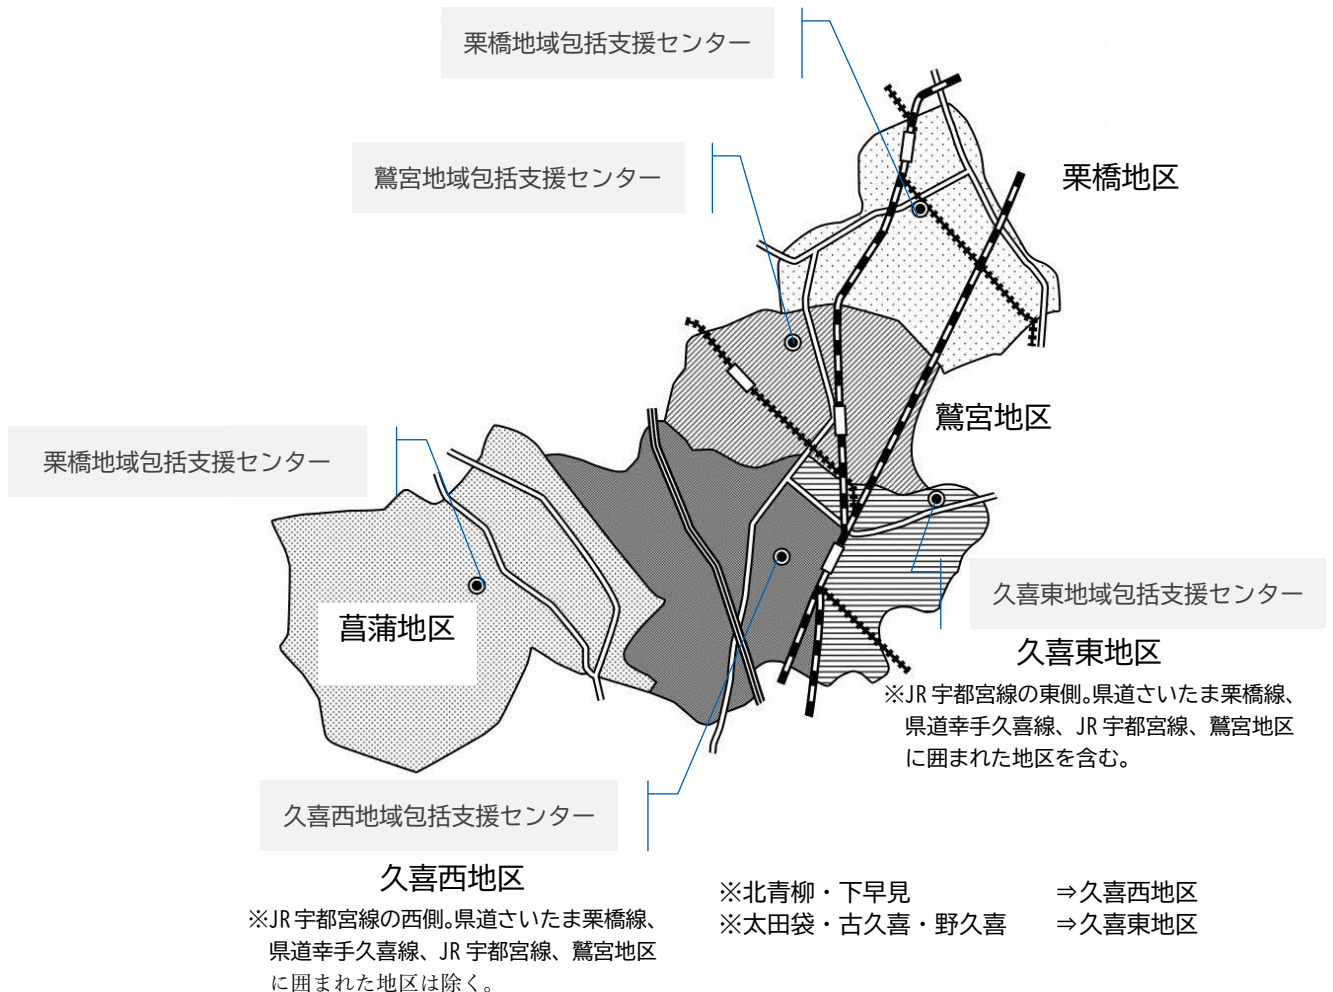 栗橋地域包括支援センター
鷲宮地域包括支援センター
栗橋地区
鷲宮地区
栗橋地域包括支援センター
菖蒲地区
久喜東地域包括支援センター
久喜東地区
※JR宇都宮線の東側。県道さいたま栗橋線、
県道幸手久喜線、JR宇都宮線、鷲宮地区
に囲まれた地区を含む。
久喜西地域包括支援センター
久喜西地区
※JR宇都宮線の西側。県道さいたま栗橋線、
県道幸手久喜線、JR宇都宮線、鷲宮地区
に囲まれた地区は除く。
※北青柳・下早見 ⇒久喜西地区
※太田袋・古久喜・野久喜 ⇒久喜東地区